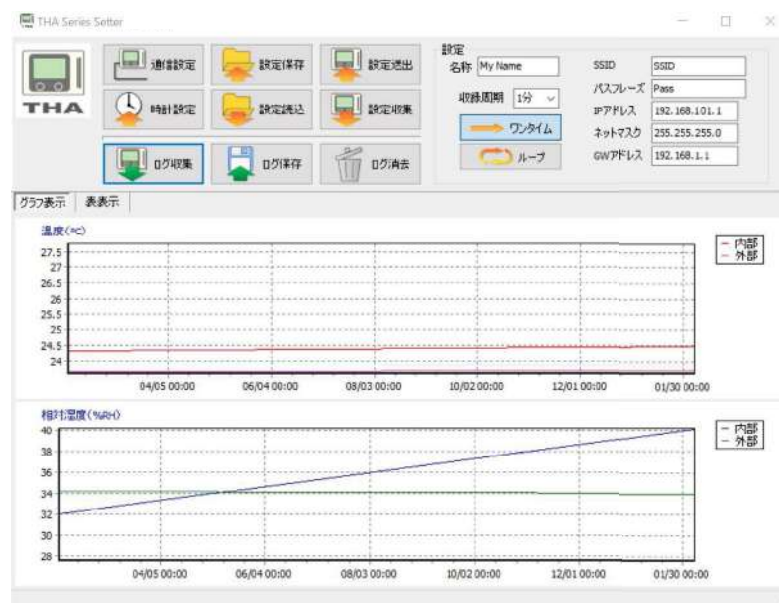 THA Series Setter
THA
通信設定
設定保存
設定送出
時計設定
設定読込
設定収集
ログ収集
ログ保存
ログ消去
設定
名称 My Name
収録周期 1分
ワンタイム
ループ
SSID SSID
パスフレーズ Pass
IPアドレス 192.168.101.1
ネットマスク 255.255.255.0
GWアドレス 192.168.1.1
グラフ表示 表表示
温度(℃)
27.5
27
26.5
26
25.5
25
24.5
24
04/05 00:00 06/04 00:00 08/03 00:00 10/02 00:00 12/01 00:00 01/30 00:00
内部
外部
相対湿度(%RH)
40
38
36
34
32
30
28
04/05 00:00 06/04 00:00 08/03 00:00 10/02 00:00 12/01 00:00 01/30 00:00
内部
外部